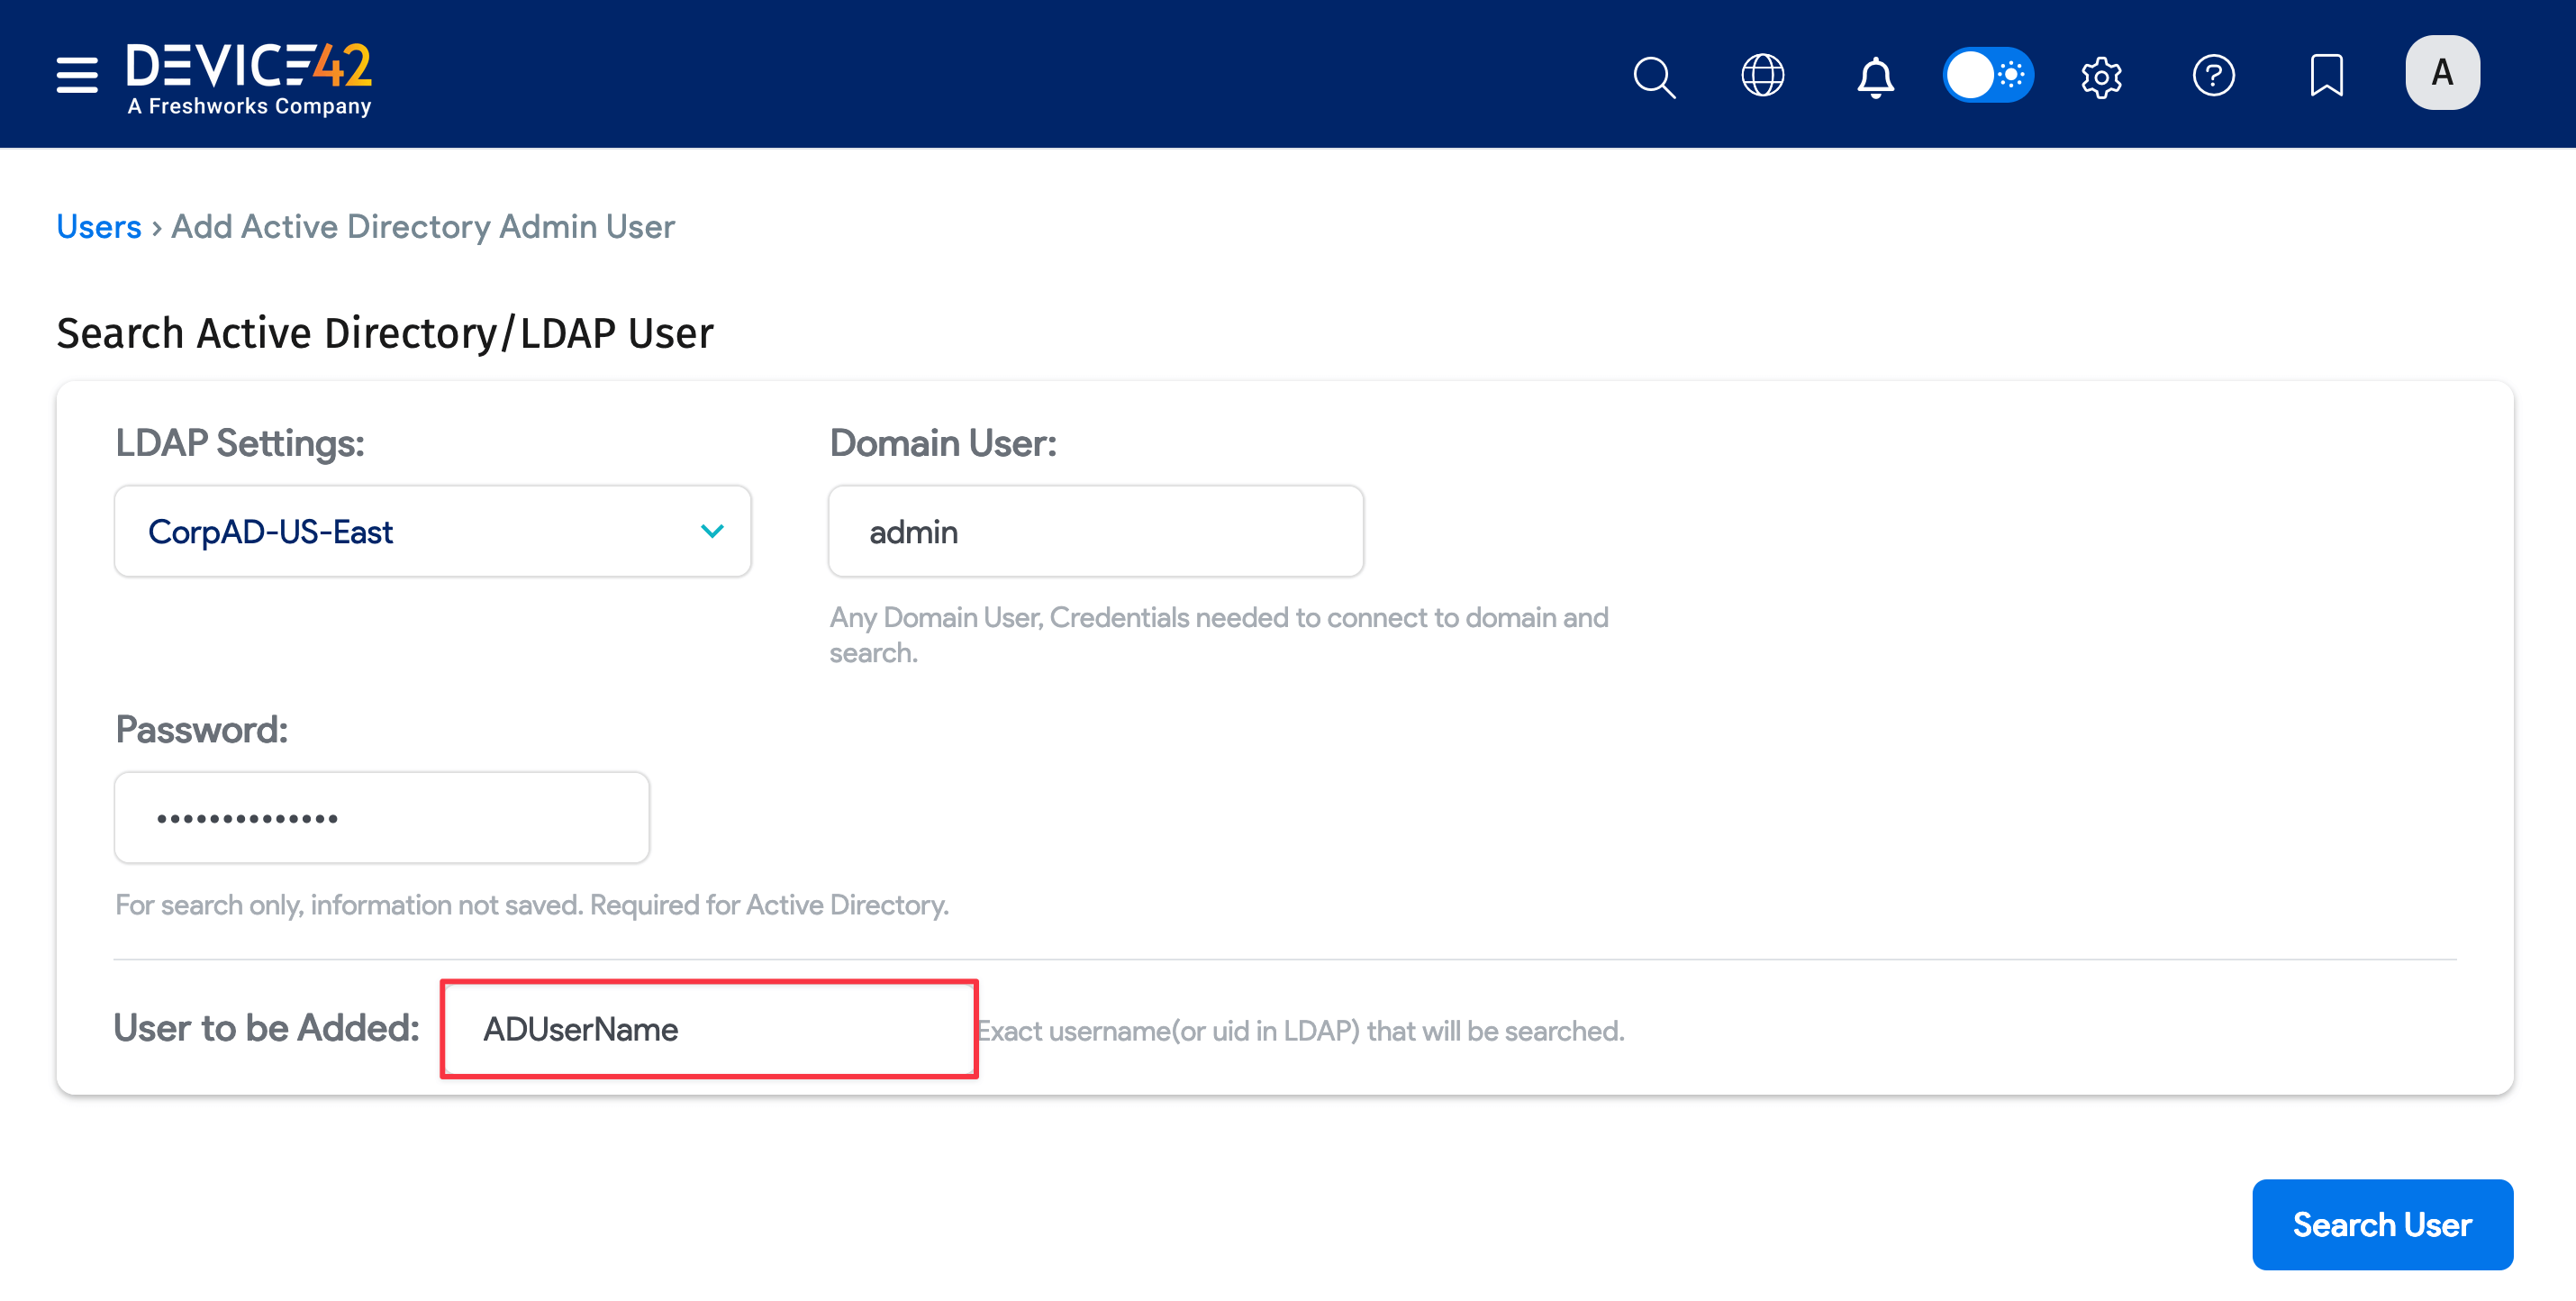 DEVICE42
A Freshworks Company
A
Users › Add Active Directory Admin User
Search Active Directory/LDAP User
LDAP Settings:
Domain User:
CorpAD-US-East
admin
Any Domain User, Credentials needed to connect to domain and
search.
Password:
••••••••••••••
For search only, information not saved. Required for Active Directory.
User to be Added:
ADUserName
Exact username(or uid in LDAP) that will be searched.
Search User